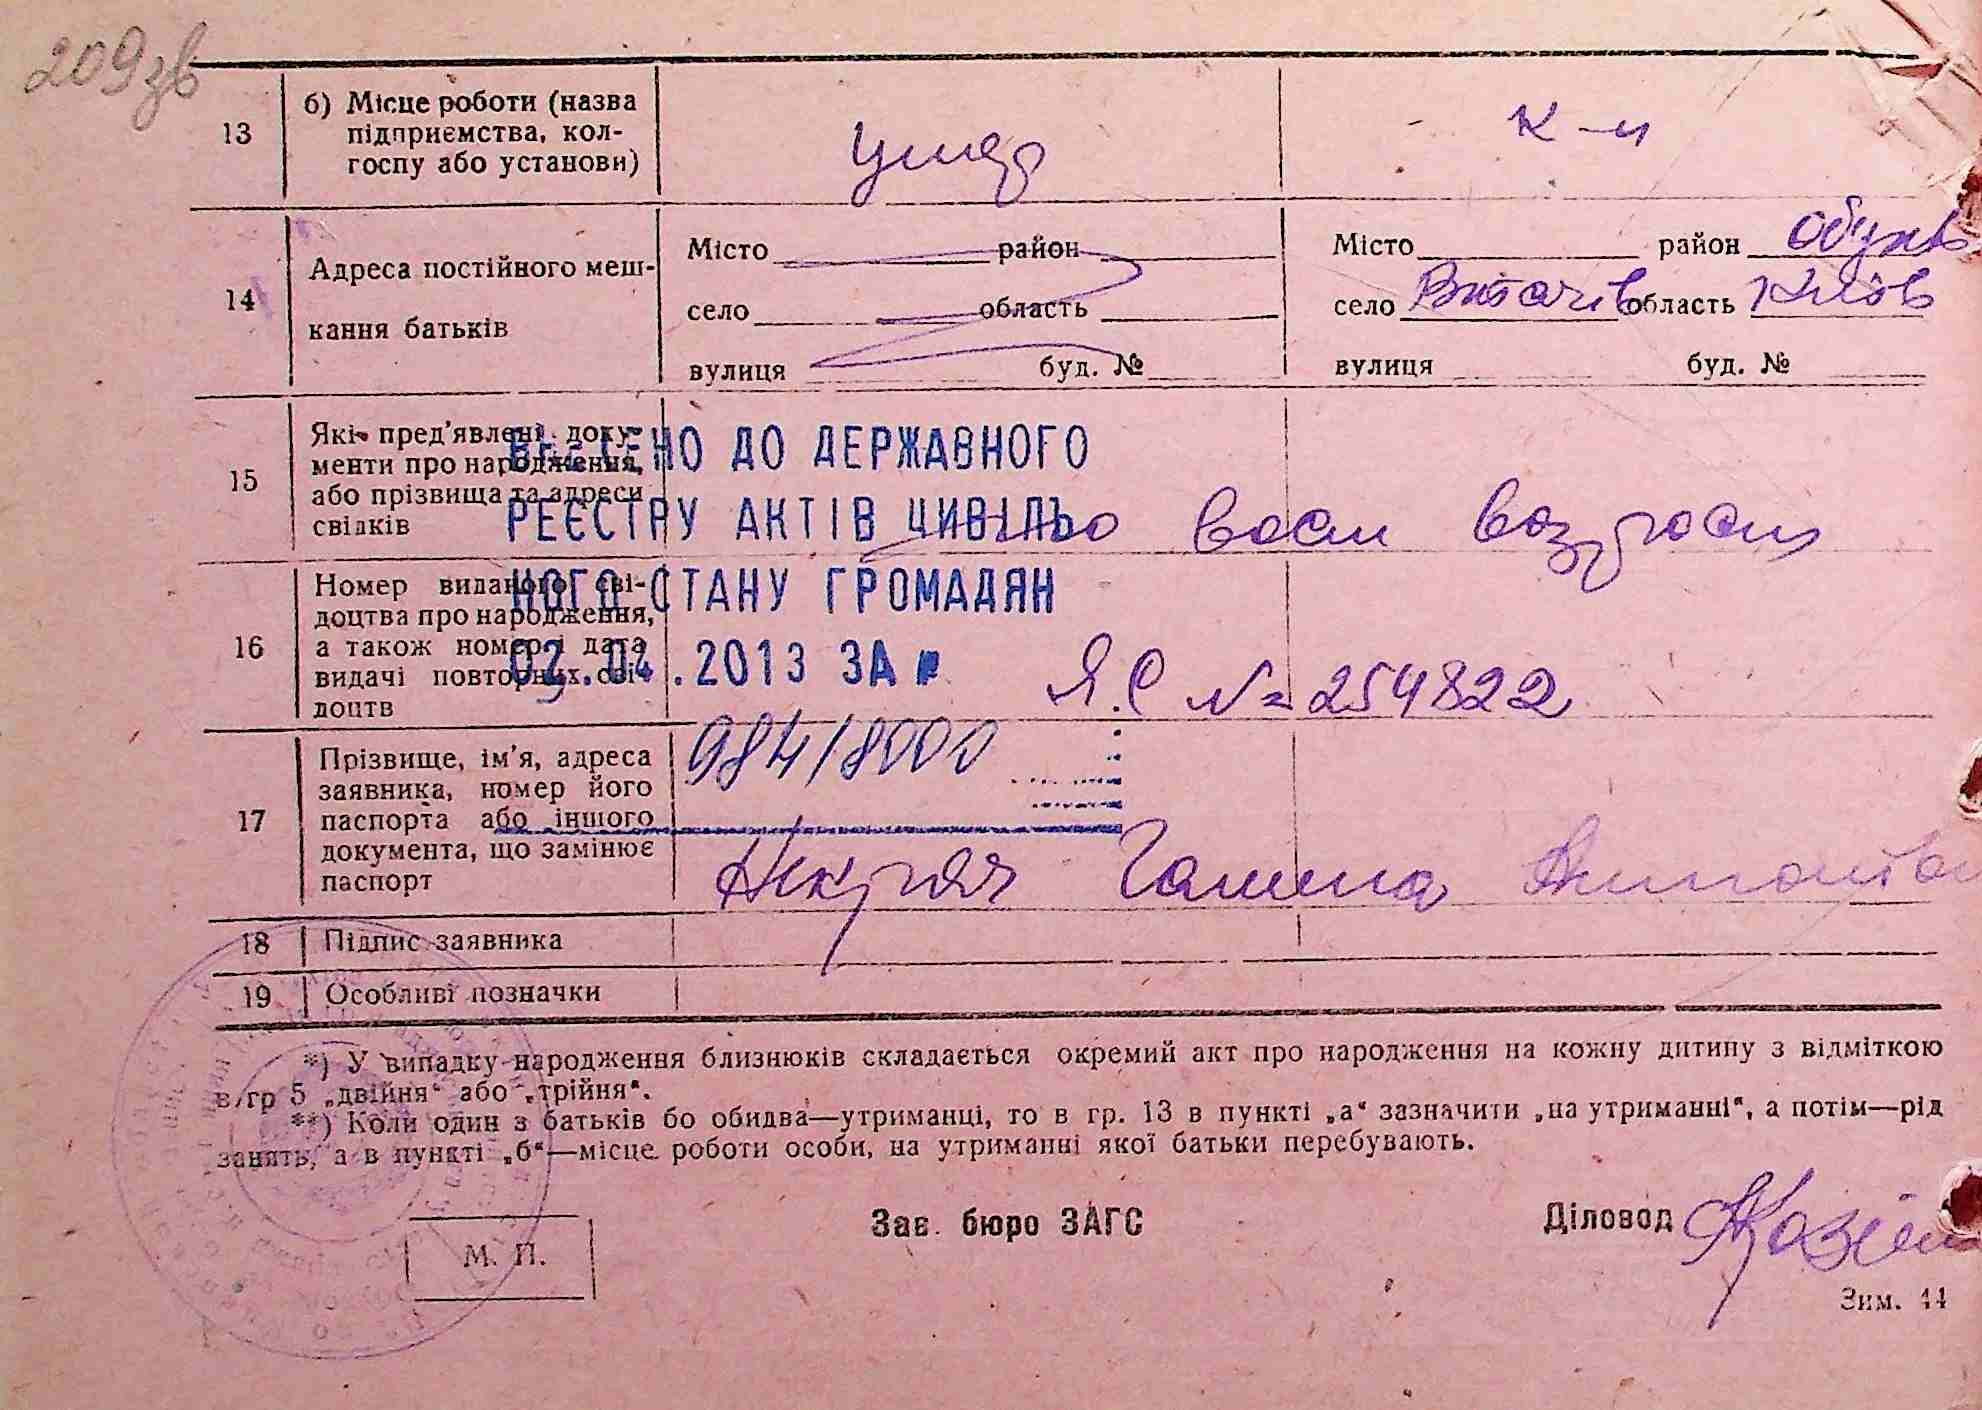 209зв
13
б) Місце роботи (назва
підприємства, кол-
госпу або установи)
умер
к-ц
14
Адреса постійного меш-
кання батьків
Місто район
село область
вулиця буд. №
Місто район Обухів
село Витачів область Київ
вулиця буд. №
15
Які пред'явлені доку-
менти про народження,
або прізвища та адреси
свідків
ВНЕСЕНО ДО ДЕРЖАВНОГО
РЕЄСТРУ АКТІВ ЦИВІЛЬ-
НОГО СТАНУ ГРОМАДЯН
02.04.2013 ЗА №
984/8000
16
Номер виданого сві-
доцтва про народження,
а також номер і дата
видачі повторних сві-
доцтв
Я.С № 254822
17
Прізвище, ім'я, адреса
заявника, номер його
паспорта або іншого
документа, що замінює
паспорт
Галина
18
Підпис заявника
19
Особливі позначки
*) У випадку народження близнюків складається окремий акт про народження на кожну дитину з відміткою
в гр 5 „двійня“ або „трійня“.
**) Коли один з батьків бо обидва—утриманці, то в гр. 13 в пункті „а“ зазначити „на утриманні“, а потім—рід
занять, а в пункті „б“—місце роботи особи, на утриманні якої батьки перебувають.
Зав. бюро ЗАГС
Діловод
М. П.
Зим. 44